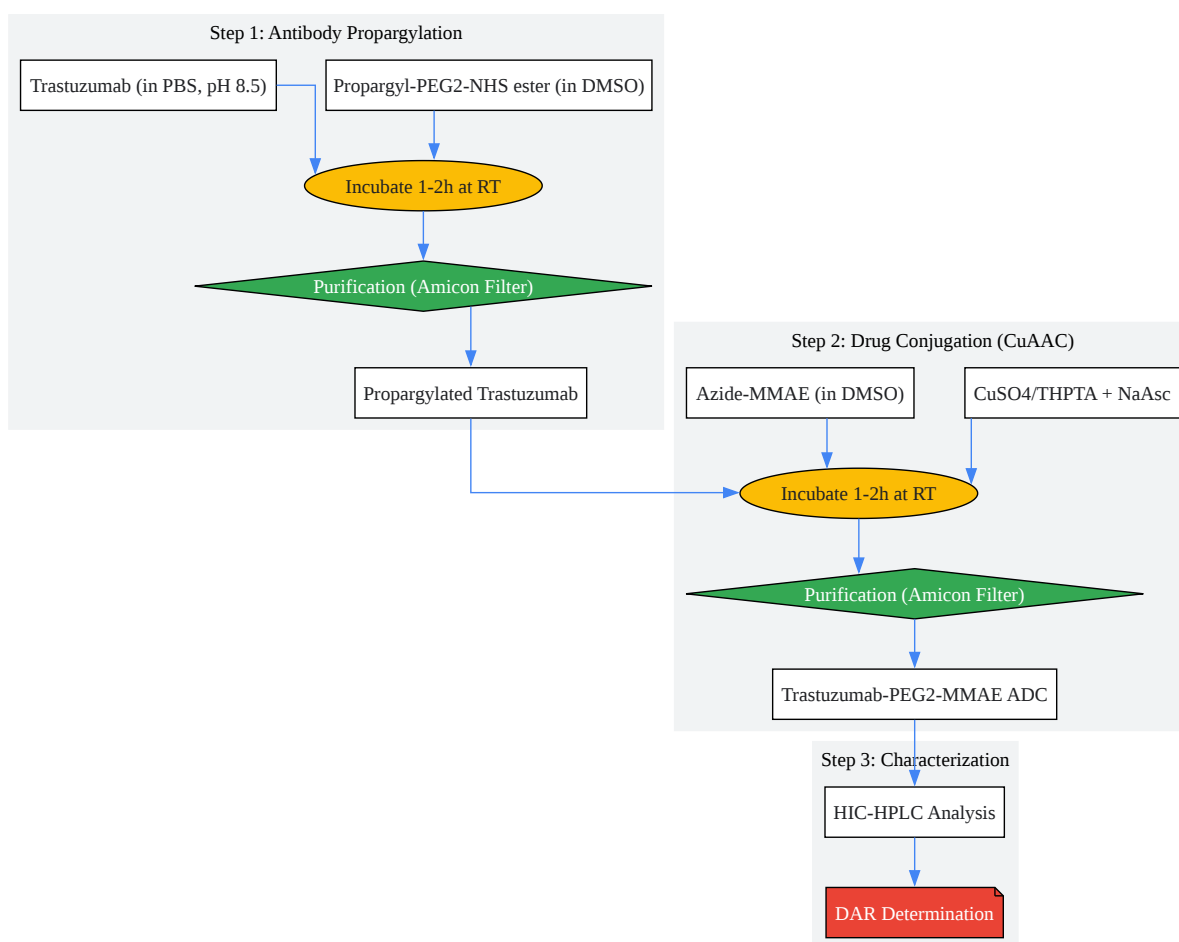 Step 1: Antibody Propargylation
Trastuzumab (in PBS, pH 8.5)
Propargyl-PEG2-NHS ester (in DMSO)
Incubate 1-2h at RT
Purification (Amicon Filter)
Propargylated Trastuzumab
Step 2: Drug Conjugation (CuAAC)
Azide-MMAE (in DMSO)
CuSO4/THPTA + NaAsc
Incubate 1-2h at RT
Purification (Amicon Filter)
Trastuzumab-PEG2-MMAE ADC
Step 3: Characterization
HIC-HPLC Analysis
DAR Determination